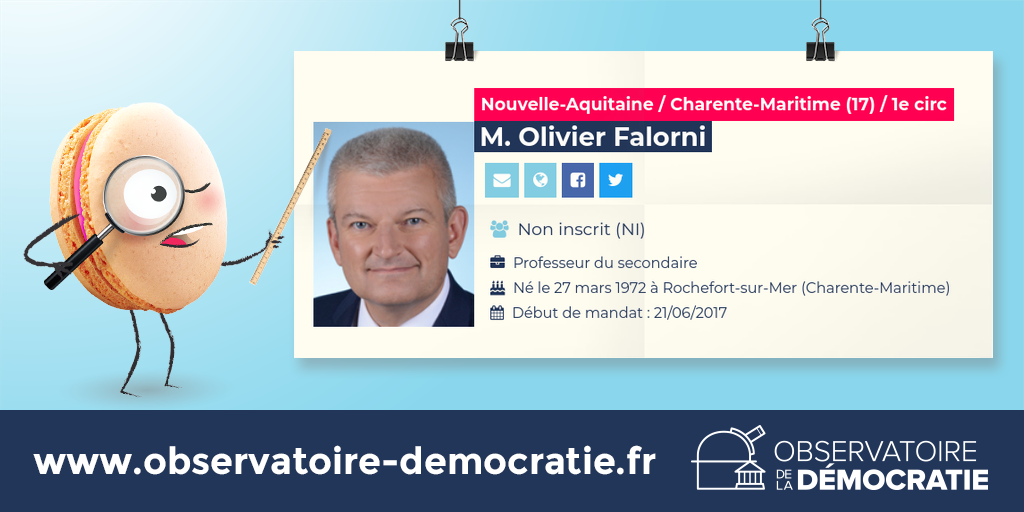 Nouvelle-Aquitaine / Charente-Maritime (17) / 1e circ
M. Olivier Falorni
Non inscrit (NI)
Professeur du secondaire
Né le 27 mars 1972 à Rochefort-sur-Mer (Charente-Maritime)
Début de mandat : 21/06/2017
www.observatoire-democratie.fr
OBSERVATOIRE
DE LA DÉMOCRATIE